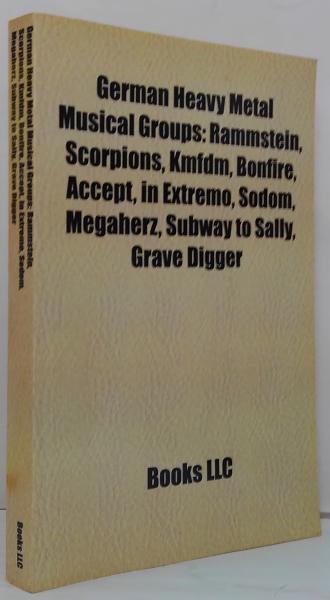 German Heavy Metal
Musical Groups: Rammstein,
Scorpions, Kmfdm, Bonfire,
Accept, in Extremo, Sodom,
Megaherz, Subway to Sally,
Grave Digger
Books LLC
German Heavy Metal Musical Groups: Rammstein,
Scorpions, Kmfdm, Bonfire, Accept, in Extremo, Sodom,
Megaherz, Subway to Sally, Grave Digger
Books LLC